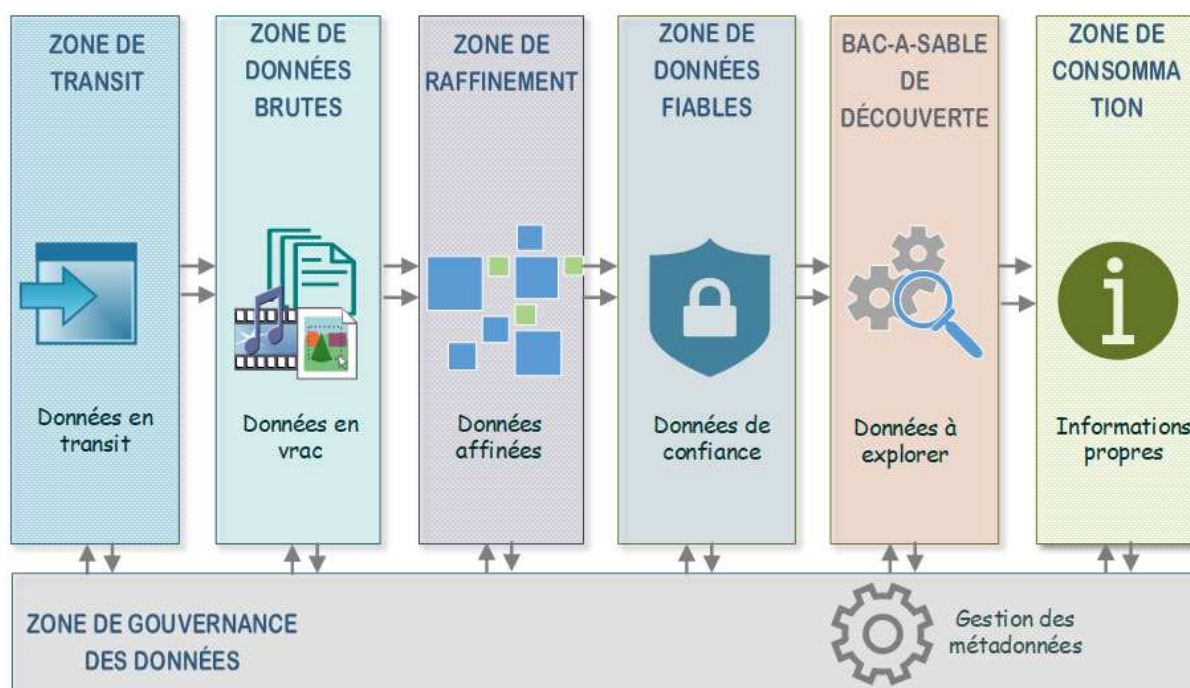 ZONE DE
TRANSIT
ZONE DE
DONNÉES
BRUTES
ZONE DE
RAFFINEMENT
ZONE DE
DONNÉES
FIABLES
BAC-A-SABLE
DE
DÉCOUVERTE
ZONE DE
CONSOMMA
TION
Données en
transit
Données en
vrac
Données
affinées
Données de
confiance
Données à
explorer
Informations
propres
ZONE DE GOUVERNANCE
DES DONNÉES
Gestion des
métadonnées